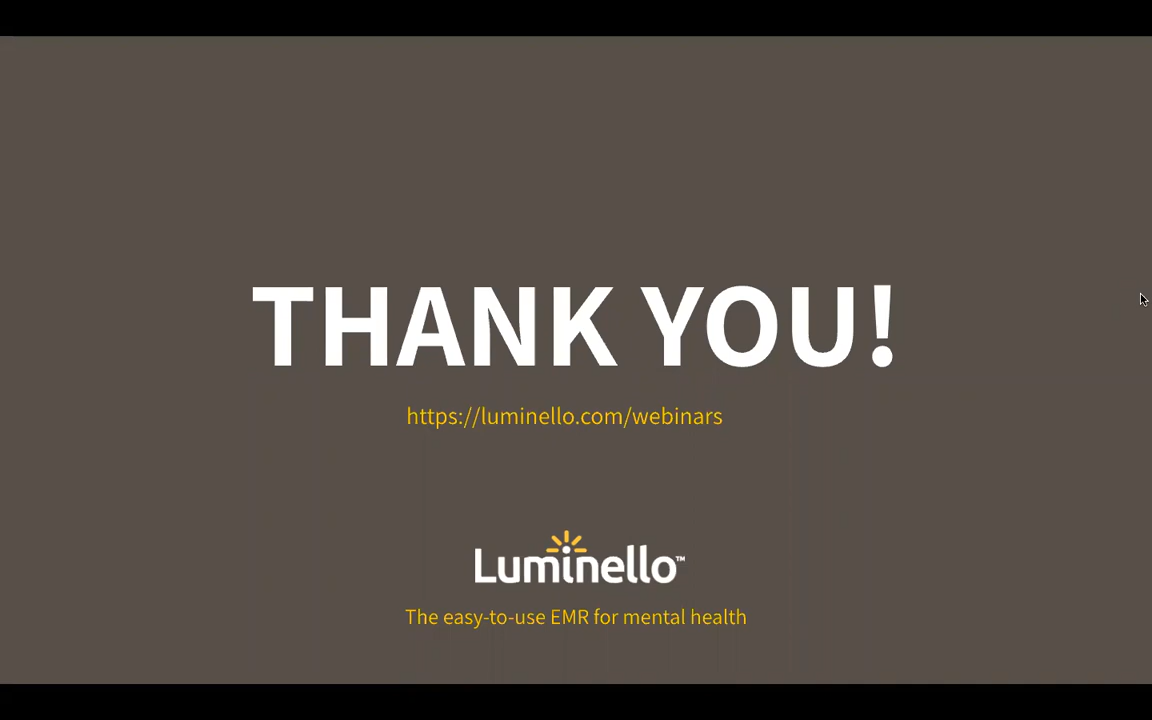 THANK YOU!
https://luminello.com/webinars
Luminello™
The easy-to-use EMR for mental health